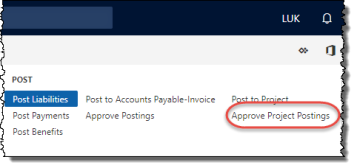 LUK
POST
Post Liabilities Post to Accounts Payable-Invoice Post to Project
Post Payments Approve Postings Approve Project Postings
Post Benefits